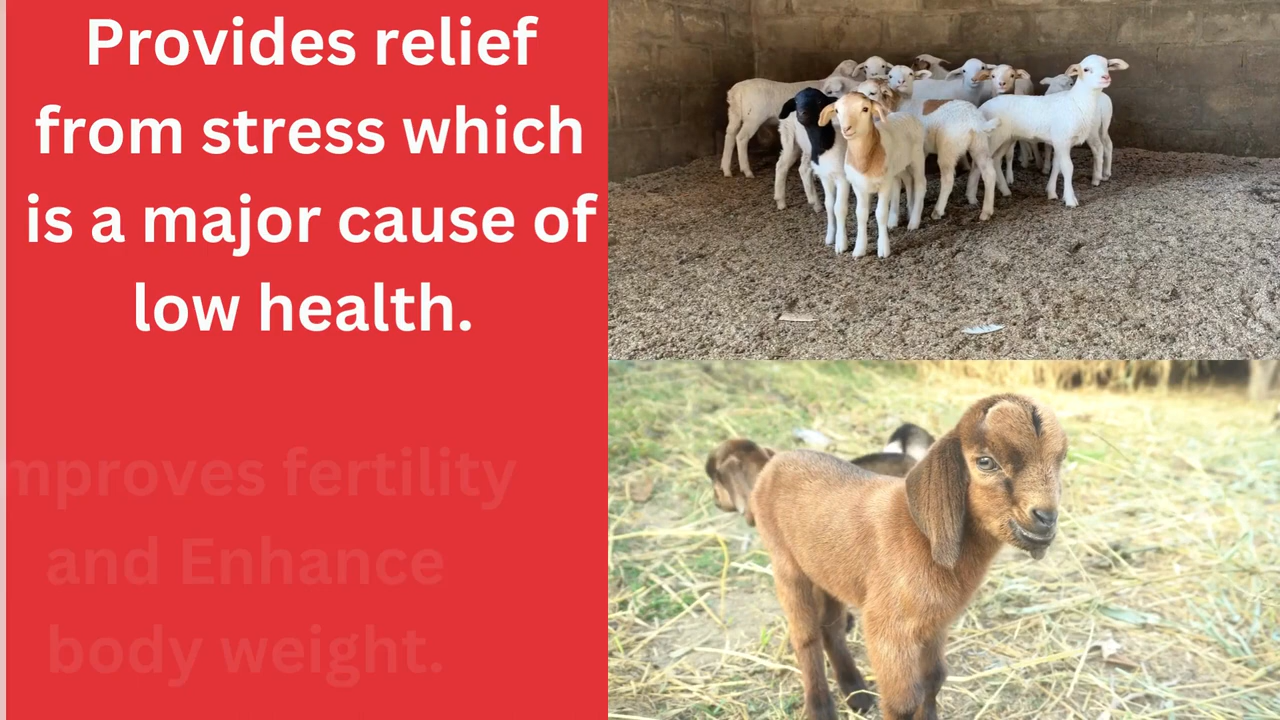 Provides relief
from stress which
is a major cause of
low health.
mproves fertility
and Enhance
body weight.